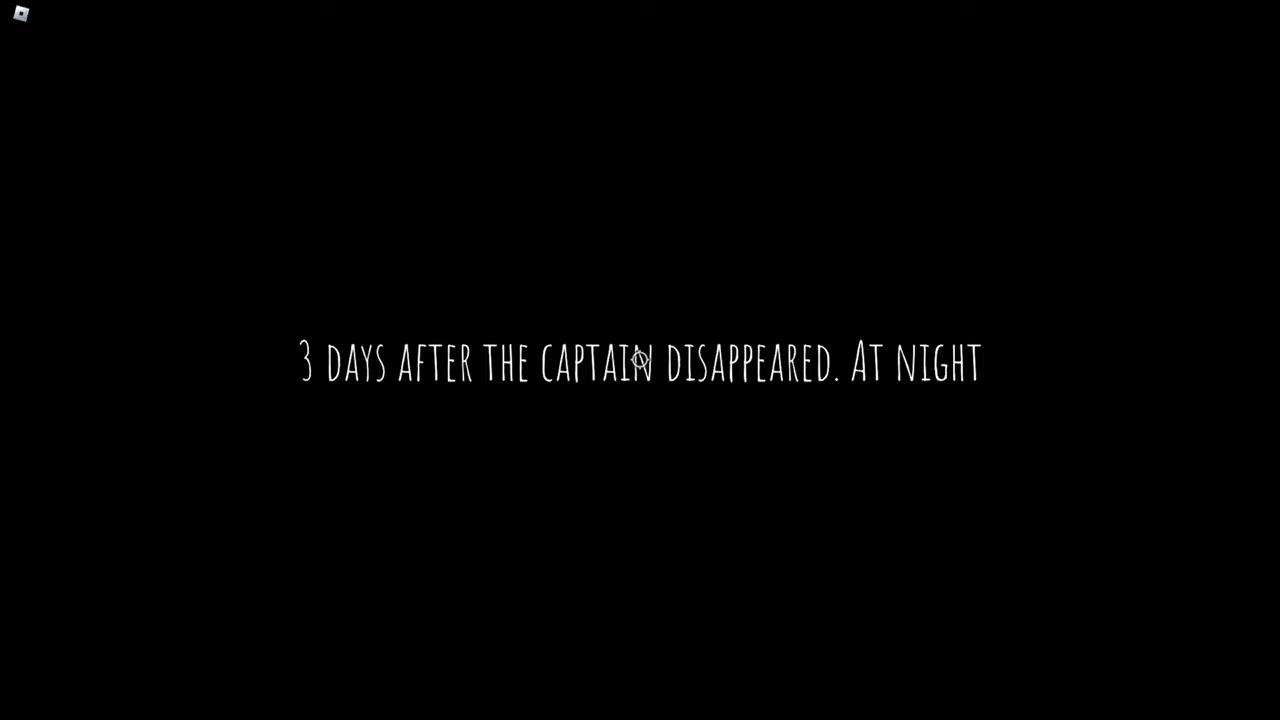 3 DAYS AFTER THE CAPTAIN DISAPPEARED. AT NIGHT